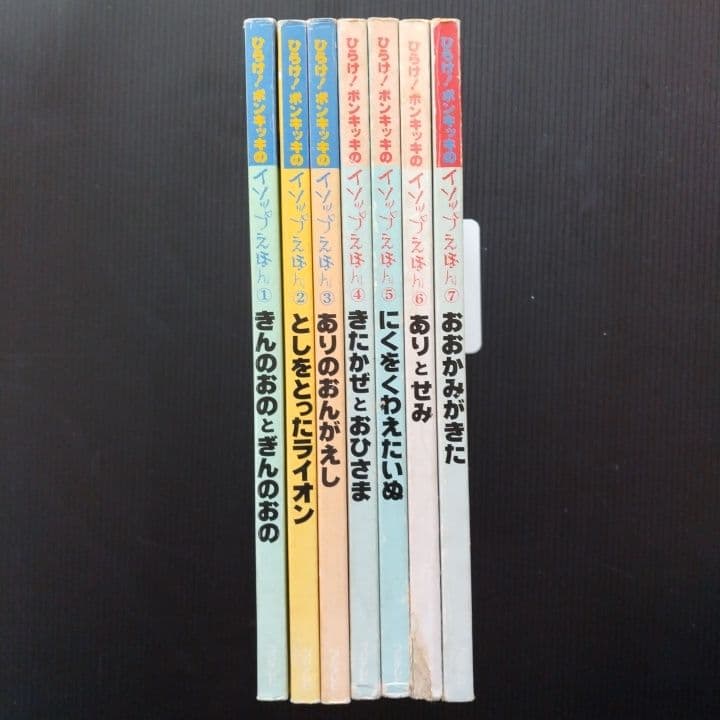 ひらけ!ポンキッキの イソップえほん ① きんのおのとぎんのおの
ひらけ!ポンキッキの イソップえほん ② としをとったライオン
ひらけ!ポンキッキの イソップえほん ③ ありのおんがえし
ひらけ!ポンキッキの イソップえほん ④ きたかぜとおひさま
ひらけ!ポンキッキの イソップえほん ⑤ にくをくわえたいぬ
ひらけ!ポンキッキの イソップえほん ⑥ ありとせみ
ひらけ!ポンキッキの イソップえほん ⑦ おおかみがきた